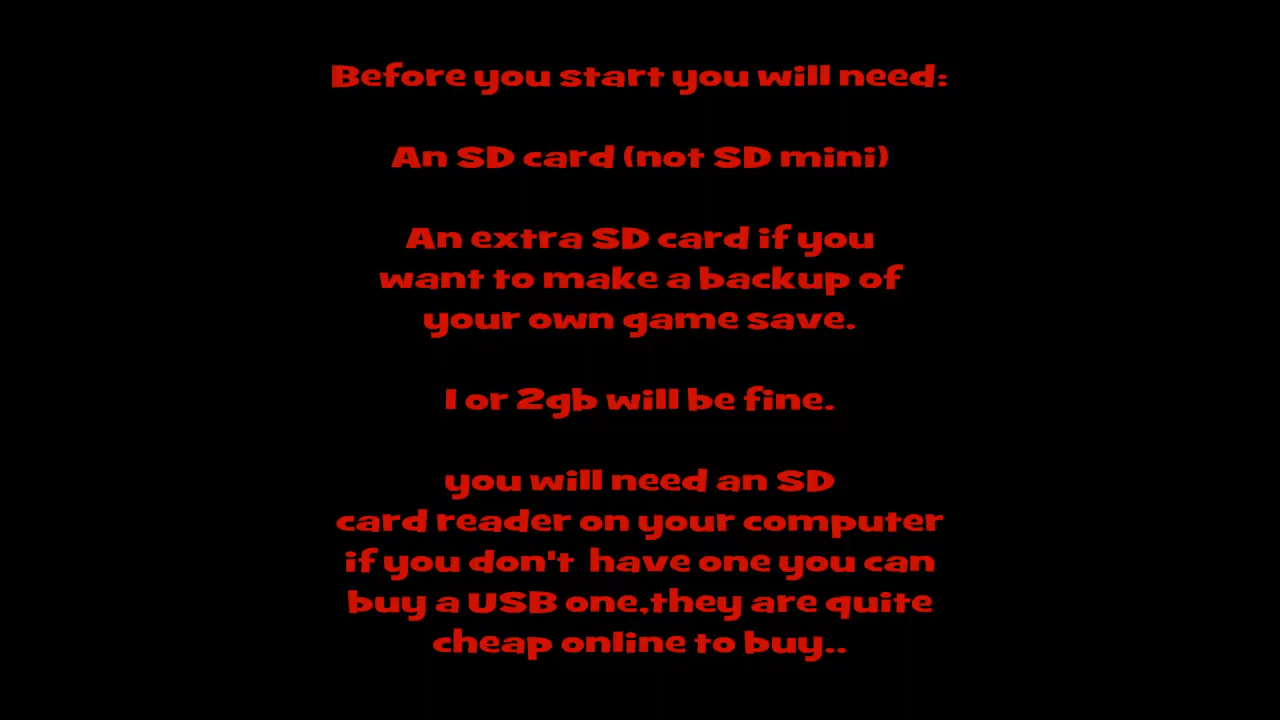 Before you start you will need:
An SD card (not SD mini)
An extra SD card if you
want to make a backup of
your own game save.
1 or 2gb will be fine.
you will need an SD
card reader on your computer
if you don't have one you can
buy a USB one,they are quite
cheap online to buy..